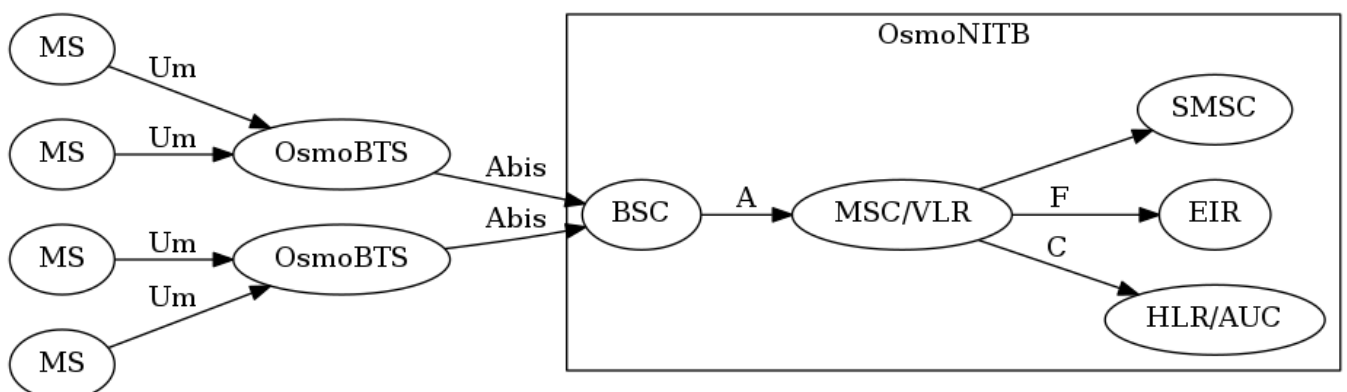 OsmoNITB
MS
Um
MS
Um
OsmoBTS
Abis
MS
Um
OsmoBTS
Abis
MS
Um
BSC
A
MSC/VLR
SMSC
F
EIR
C
HLR/AUC